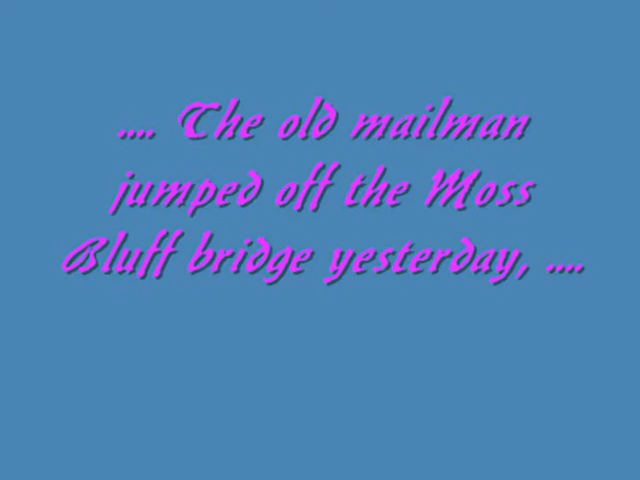 .... The old mailman
jumped off the Moss
Bluff bridge yesterday, ....